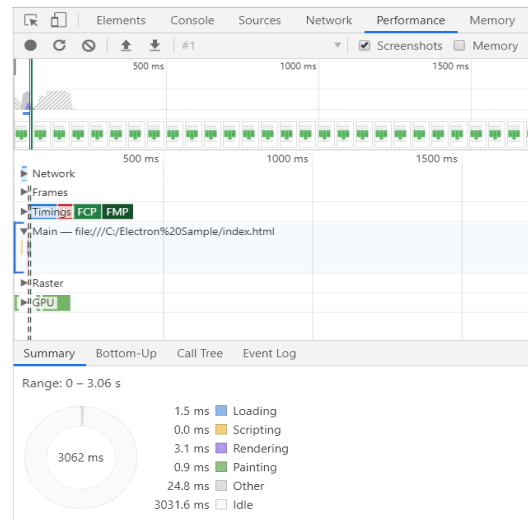 Elements Console Sources Network Performance Memory
#1 Screenshots Memory
500 ms 1000 ms 1500 ms
500 ms 1000 ms 1500 ms
Network
Frames
Timings FCP FMP
Main — file:///C:/Electron%20Sample/index.html
Raster
GPU
Summary Bottom-Up Call Tree Event Log
Range: 0 – 3.06 s
3062 ms
1.5 ms Loading
0.0 ms Scripting
3.1 ms Rendering
0.9 ms Painting
24.8 ms Other
3031.6 ms Idle